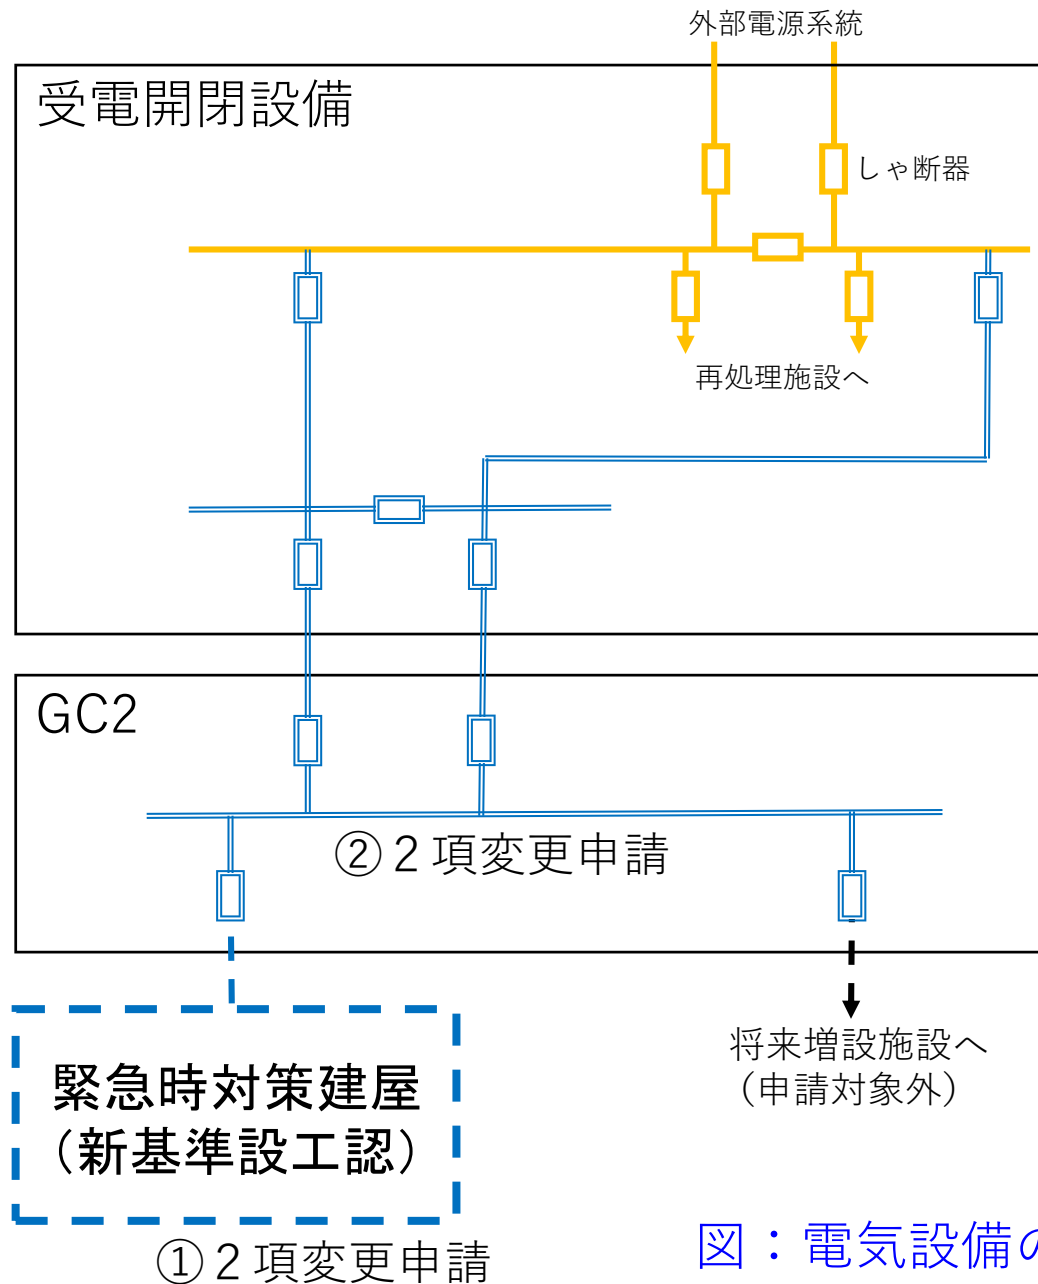 外部電源系統
受電開閉設備
しゃ断器
再処理施設へ
GC2
②２項変更申請
緊急時対策建屋
（新基準設工認）
将来増設施設へ
（申請対象外）
①２項変更申請
図：電気設備の